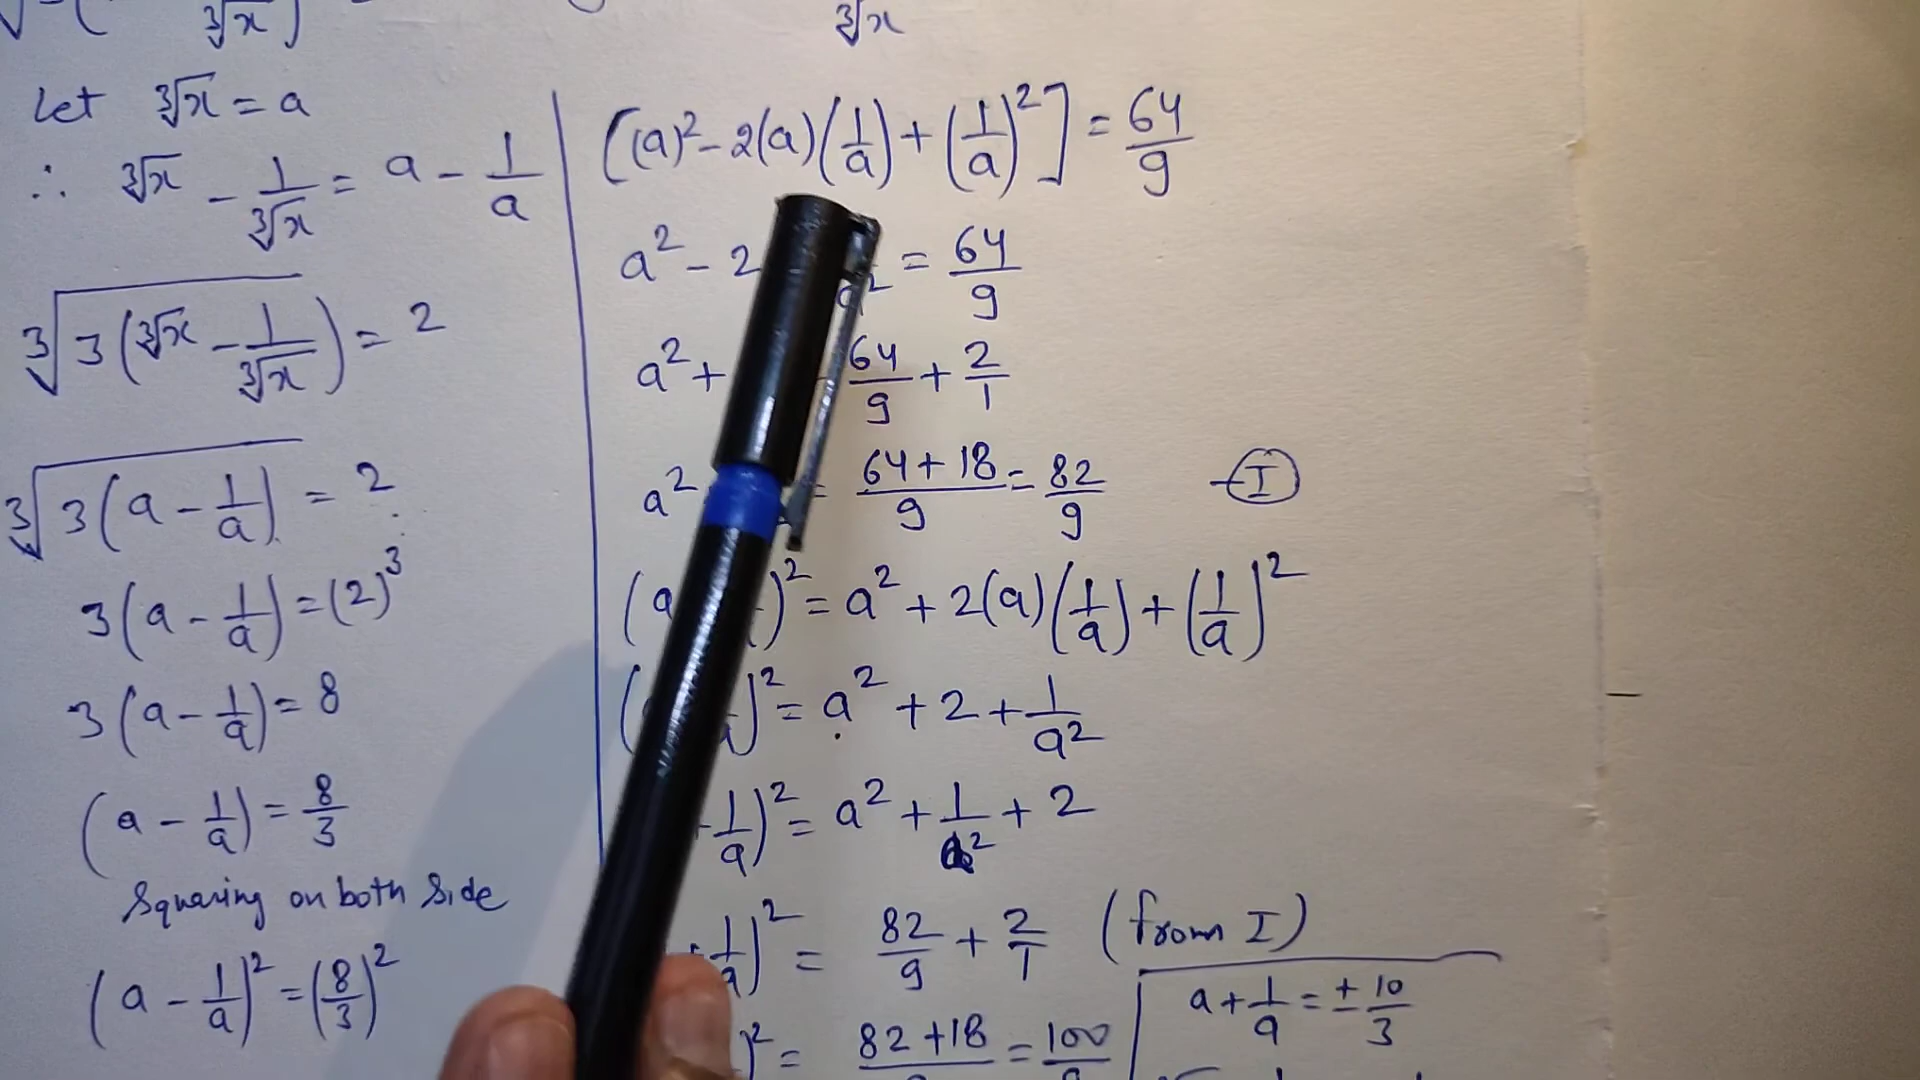 ∛x
Let ∛x = a
∴ ∛x - 1/∛x = a - 1/a
∛(3(∛x - 1/∛x)) = 2
∛(3(a - 1/a)) = 2
3(a - 1/a) = (2)³
3(a - 1/a) = 8
(a - 1/a) = 8/3
Squaring on both Side
(a - 1/a)² = (8/3)²
∛x
[(a)² - 2(a)(1/a) + (1/a)²] = 64/9
a² - 2 a² = 64/9
a² + 64/9 + 2/1
a² = (64 + 18)/9 = 82/9 - I
(a )² = a² + 2(a)(1/a) + (1/a)²
( )² = a² + 2 + 1/a²
1/a)² = a² + 1/a² + 2
1/a)² = 82/9 + 2/1 (from I)
)² = 82 + 18 = 100
a + 1/a = ± 10/3